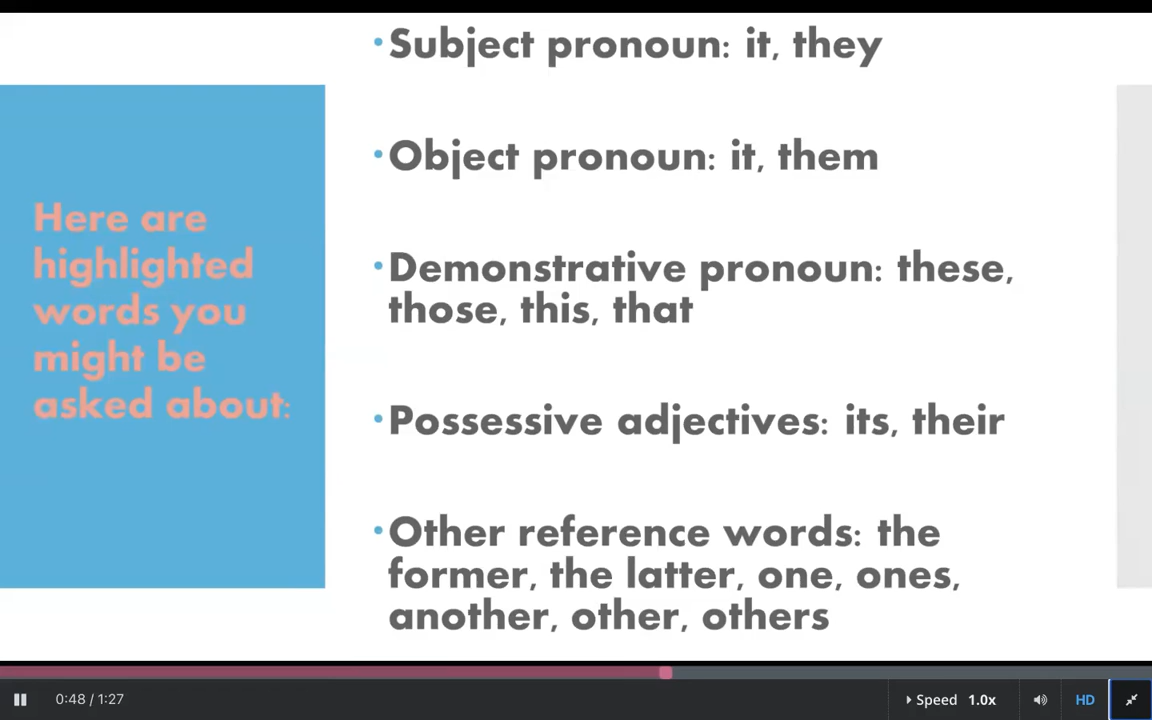 Here are
highlighted
words you
might be
asked about:
•Subject pronoun: it, they
•Object pronoun: it, them
•Demonstrative pronoun: these,
those, this, that
•Possessive adjectives: its, their
•Other reference words: the
former, the latter, one, ones,
another, other, others
0:48 / 1:27
Speed 1.0x
HD